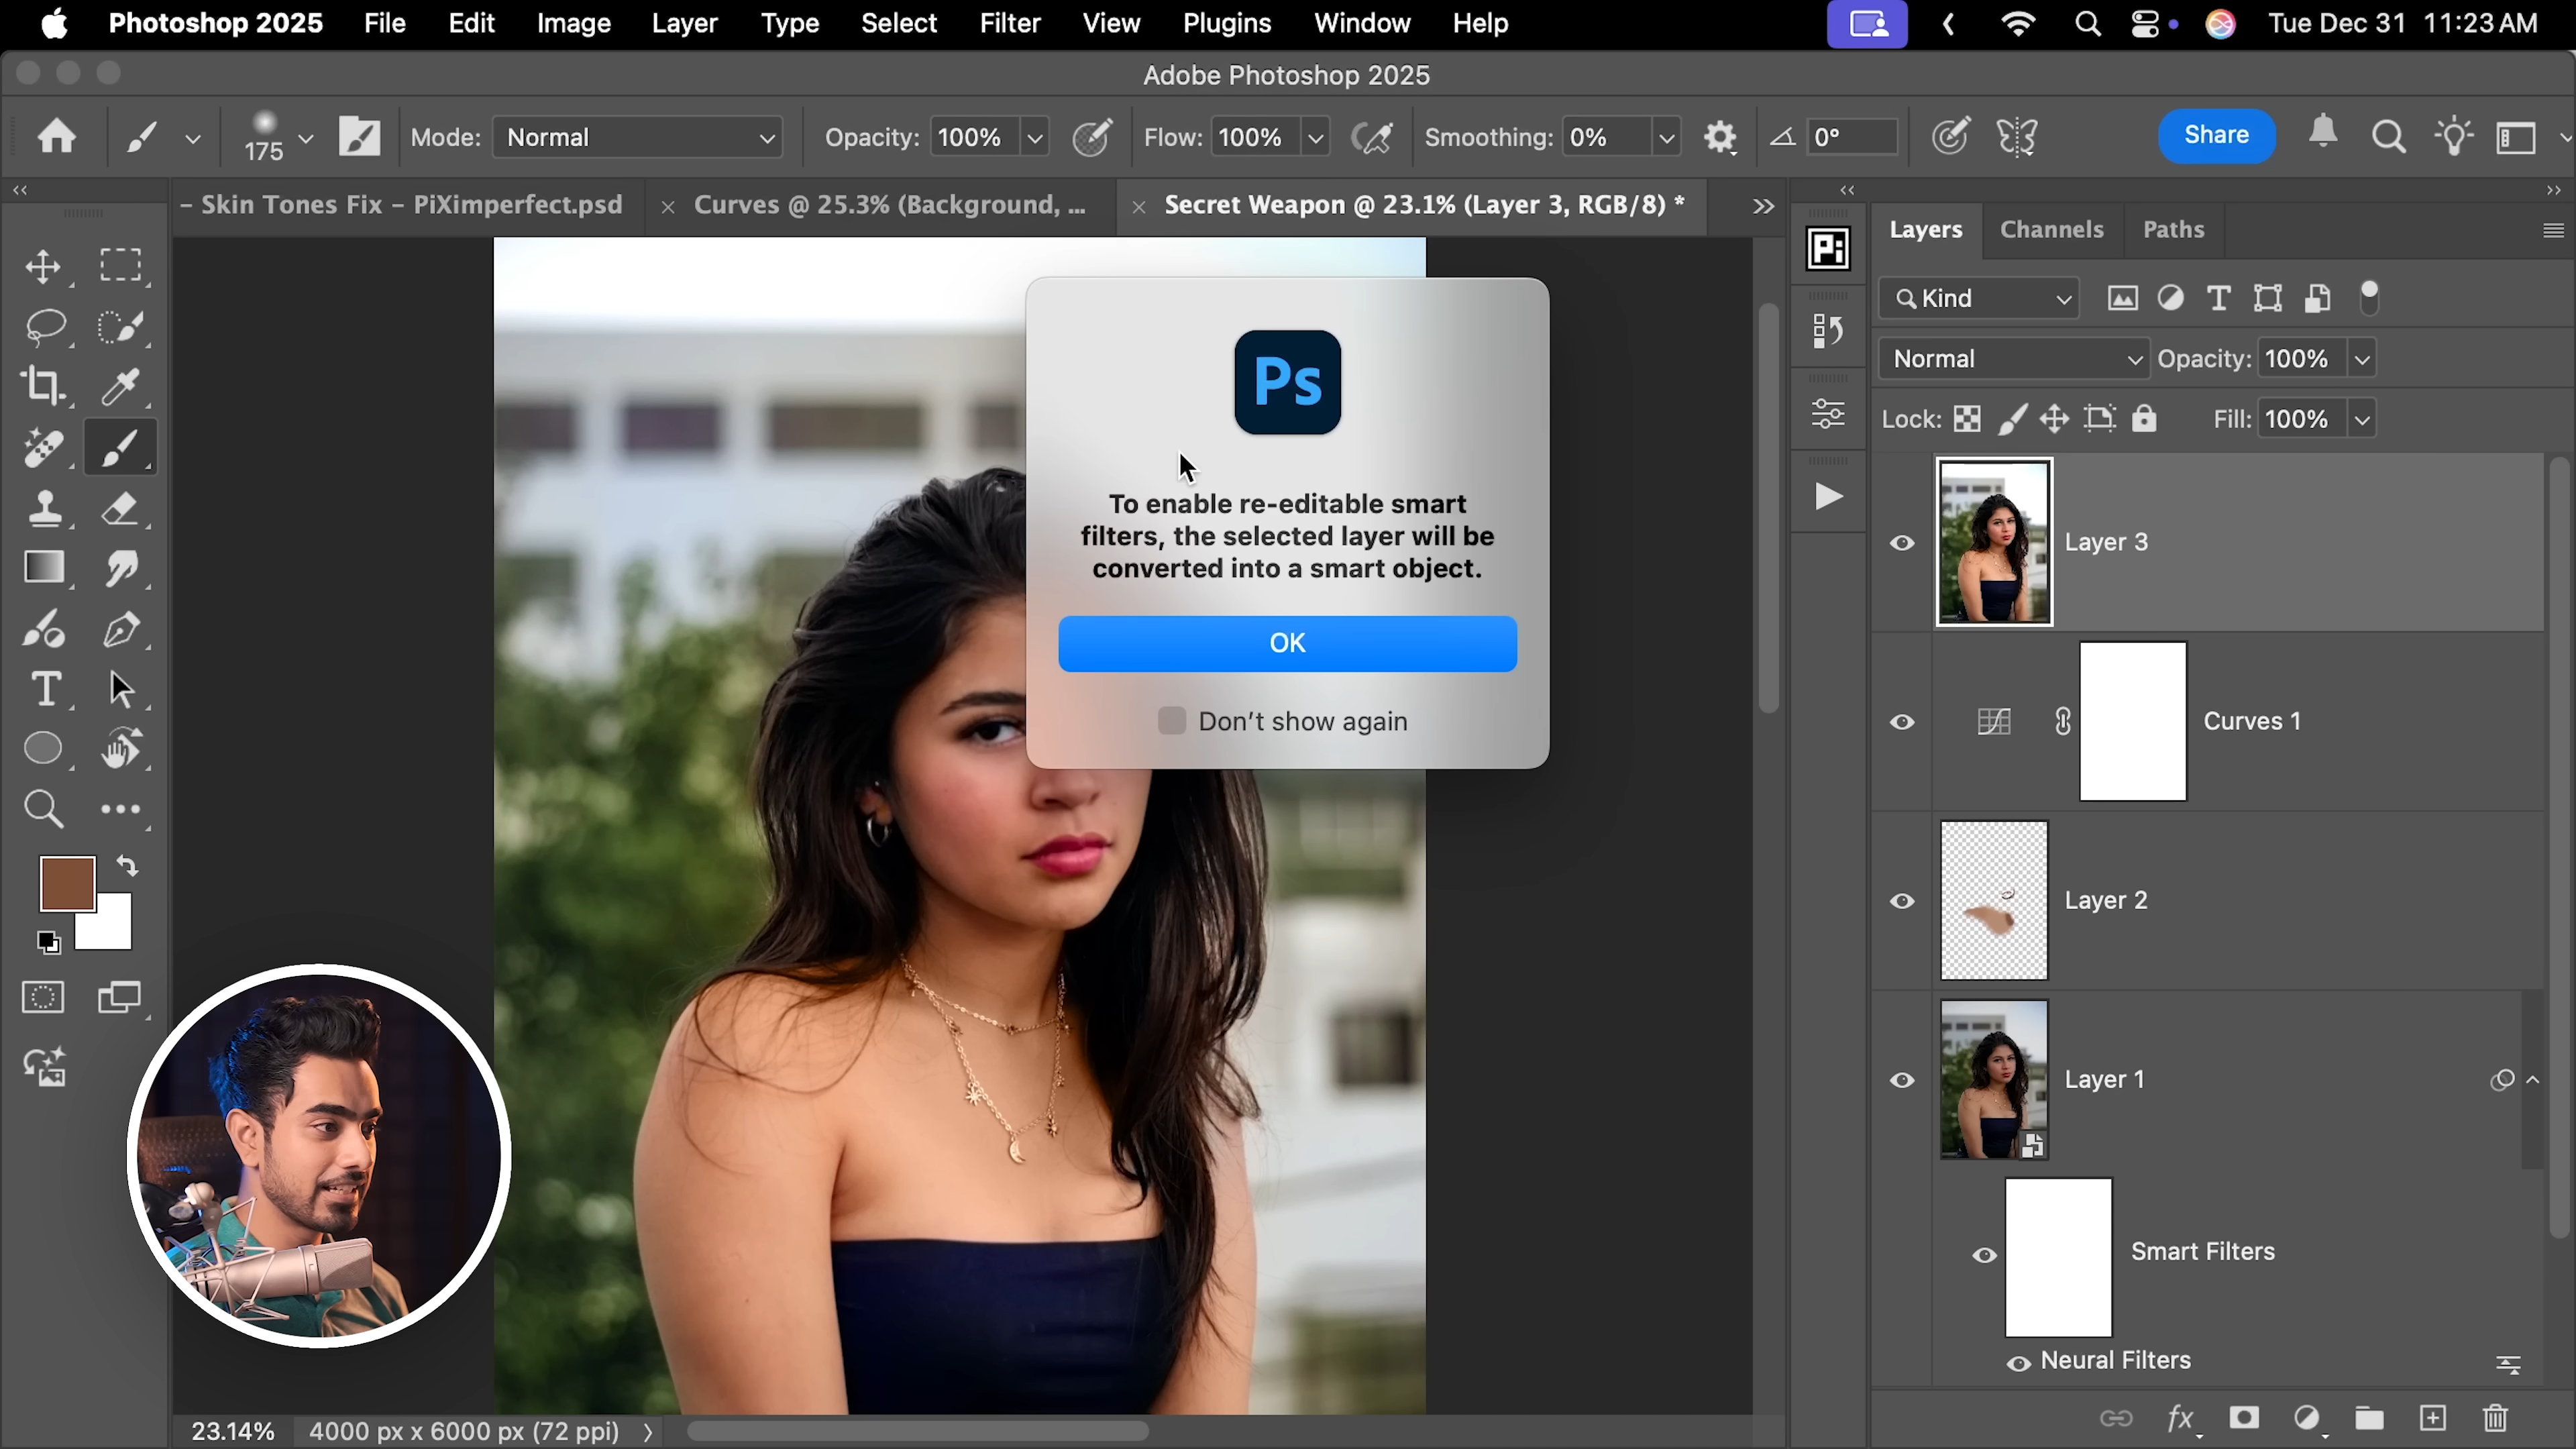 Photoshop 2025 File Edit Image Layer Type Select Filter View Plugins Window Help Tue Dec 31 11:23 AM
Adobe Photoshop 2025
175 Mode: Normal Opacity: 100% Flow: 100% Smoothing: 0% 0° Share
– Skin Tones Fix – PiXimperfect.psd × Curves @ 25.3% (Background, ... × Secret Weapon @ 23.1% (Layer 3, RGB/8) *
Layers Channels Paths
Pi
Kind
Normal Opacity: 100%
Lock: Fill: 100%
Ps
To enable re-editable smart
filters, the selected layer will be
converted into a smart object.
OK
Don't show again
Layer 3
Curves 1
Layer 2
Layer 1
Smart Filters
Neural Filters
fx
23.14% 4000 px x 6000 px (72 ppi)